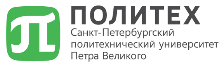 ПОЛИТЕХ
Санкт-Петербургский
политехнический университет
Петра Великого